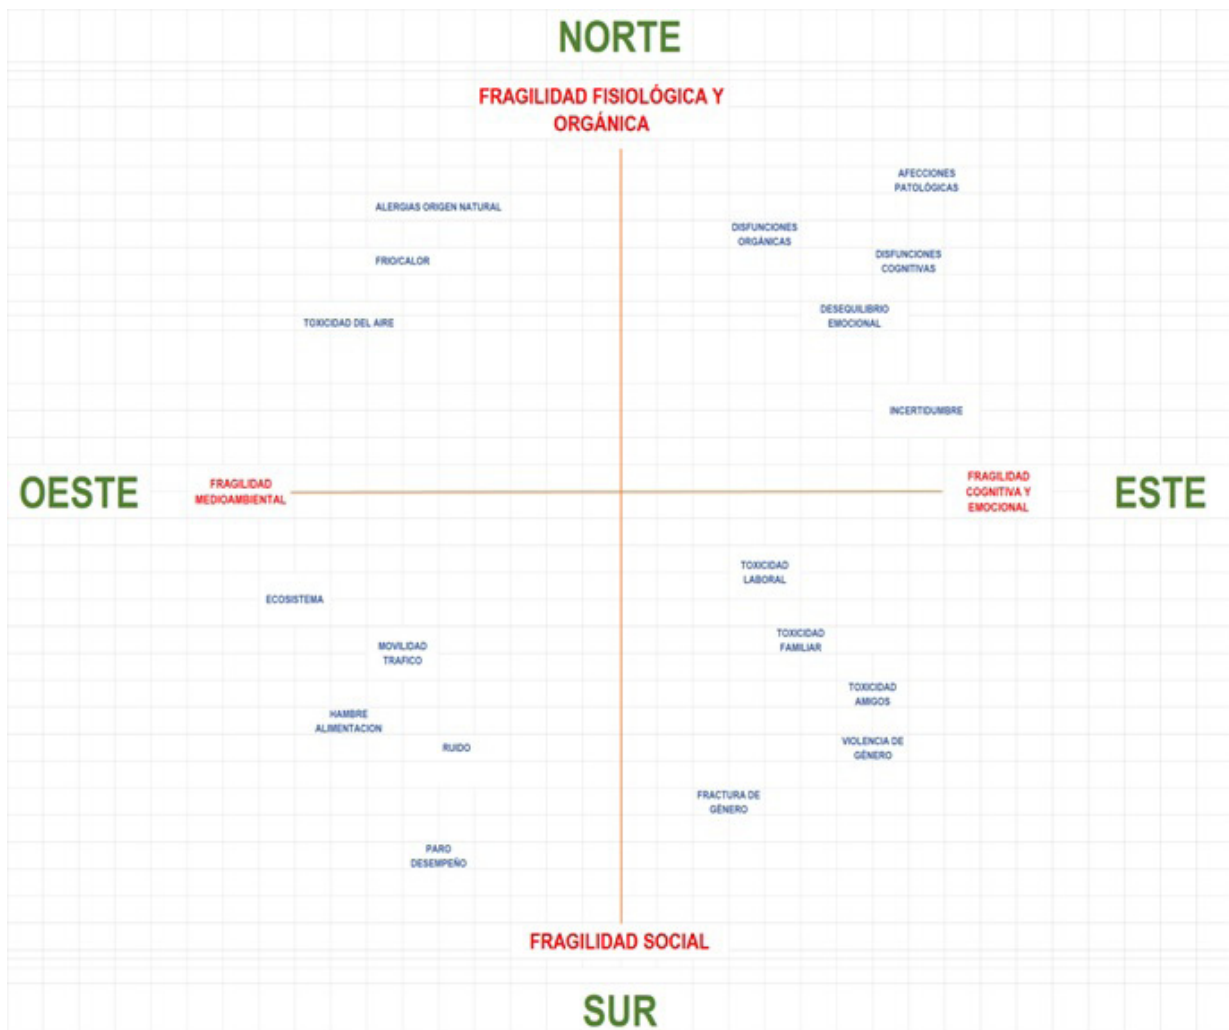 NORTE
FRAGILIDAD FISIOLÓGICA Y
ORGÁNICA
AFECCIONES
PATOLÓGICAS
ALERGIAS ORIGEN NATURAL
DISFUNCIONES
ORGÁNICAS
FRIO/CALOR
DISFUNCIONES
COGNITIVAS
TOXICIDAD DEL AIRE
DESEQUILIBRIO
EMOCIONAL
INCERTIDUMBRE
OESTE
FRAGILIDAD
MEDIOAMBIENTAL
FRAGILIDAD
COGNITIVA Y
EMOCIONAL
ESTE
TOXICIDAD
LABORAL
ECOSISTEMA
MOVILIDAD
TRAFICO
TOXICIDAD
FAMILIAR
TOXICIDAD
AMIGOS
HAMBRE
ALIMENTACION
RUIDO
VIOLENCIA DE
GÉNERO
FRACTURA DE
GÉNERO
PARO
DESEMPEÑO
FRAGILIDAD SOCIAL
SUR